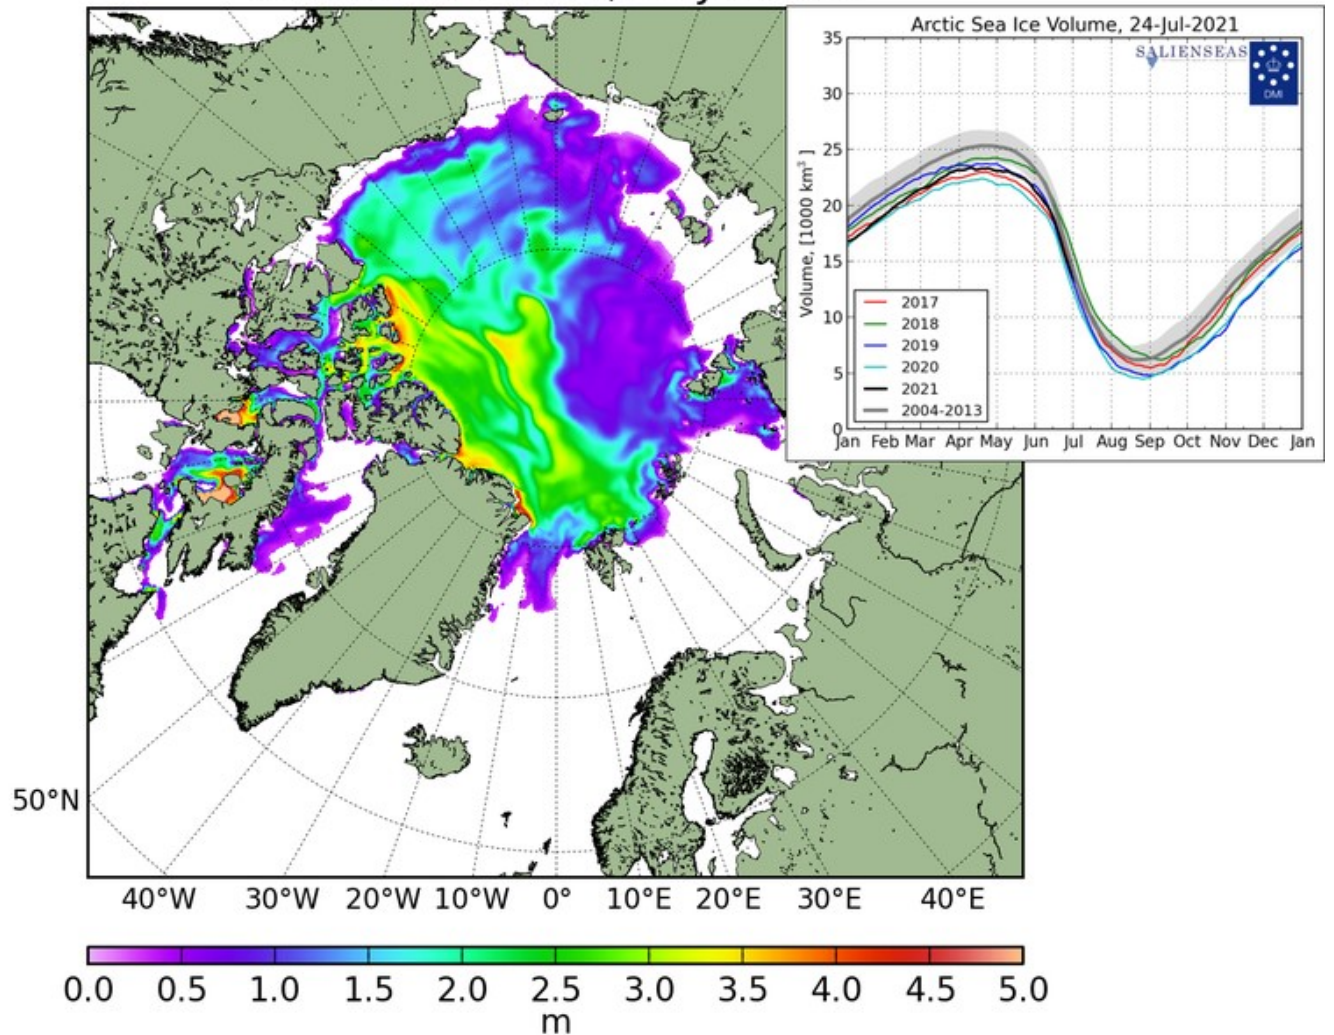 Arctic Sea Ice Volume, 24-Jul-2021
SALIENSEAS
DMI
Volume, [1000 km³ ]
35
30
25
20
15
10
5
0
2017
2018
2019
2020
2021
2004-2013
Jan Feb Mar Apr May Jun Jul Aug Sep Oct Nov Dec Jan
50°N
40°W 30°W 20°W 10°W 0° 10°E 20°E 30°E 40°E
0.0 0.5 1.0 1.5 2.0 2.5 3.0 3.5 4.0 4.5 5.0
m